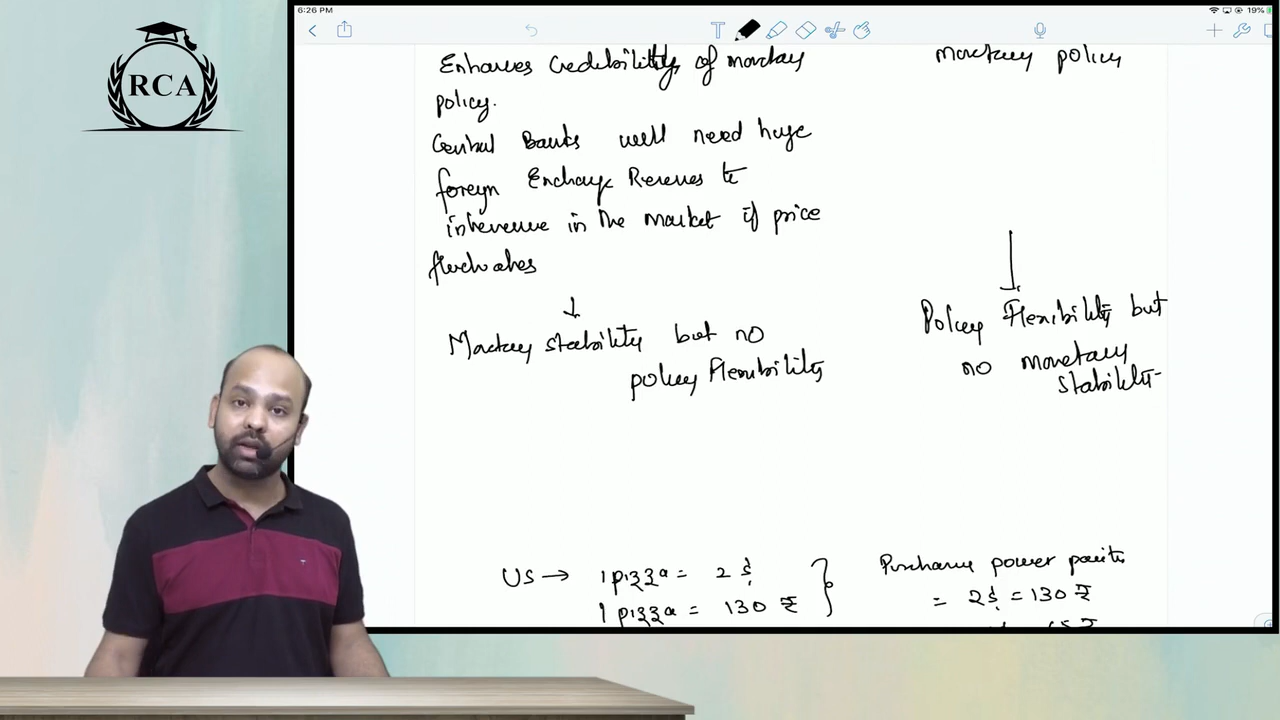 6:26 PM
19%
RCA
T
Enhances credibility of monetary
policy.
Central Banks will need huge
foreign Exchange Reserves to
intervene in the market if price
fluctuates
↓
Monetary stability but no
policy flexibility
monetary policy
↓
Policy Flexibility but
no monetary
stability
US → 1 pizza = 2 $
1 pizza = 130 ₹
Purchasing power parity
= 2$ = 130 ₹